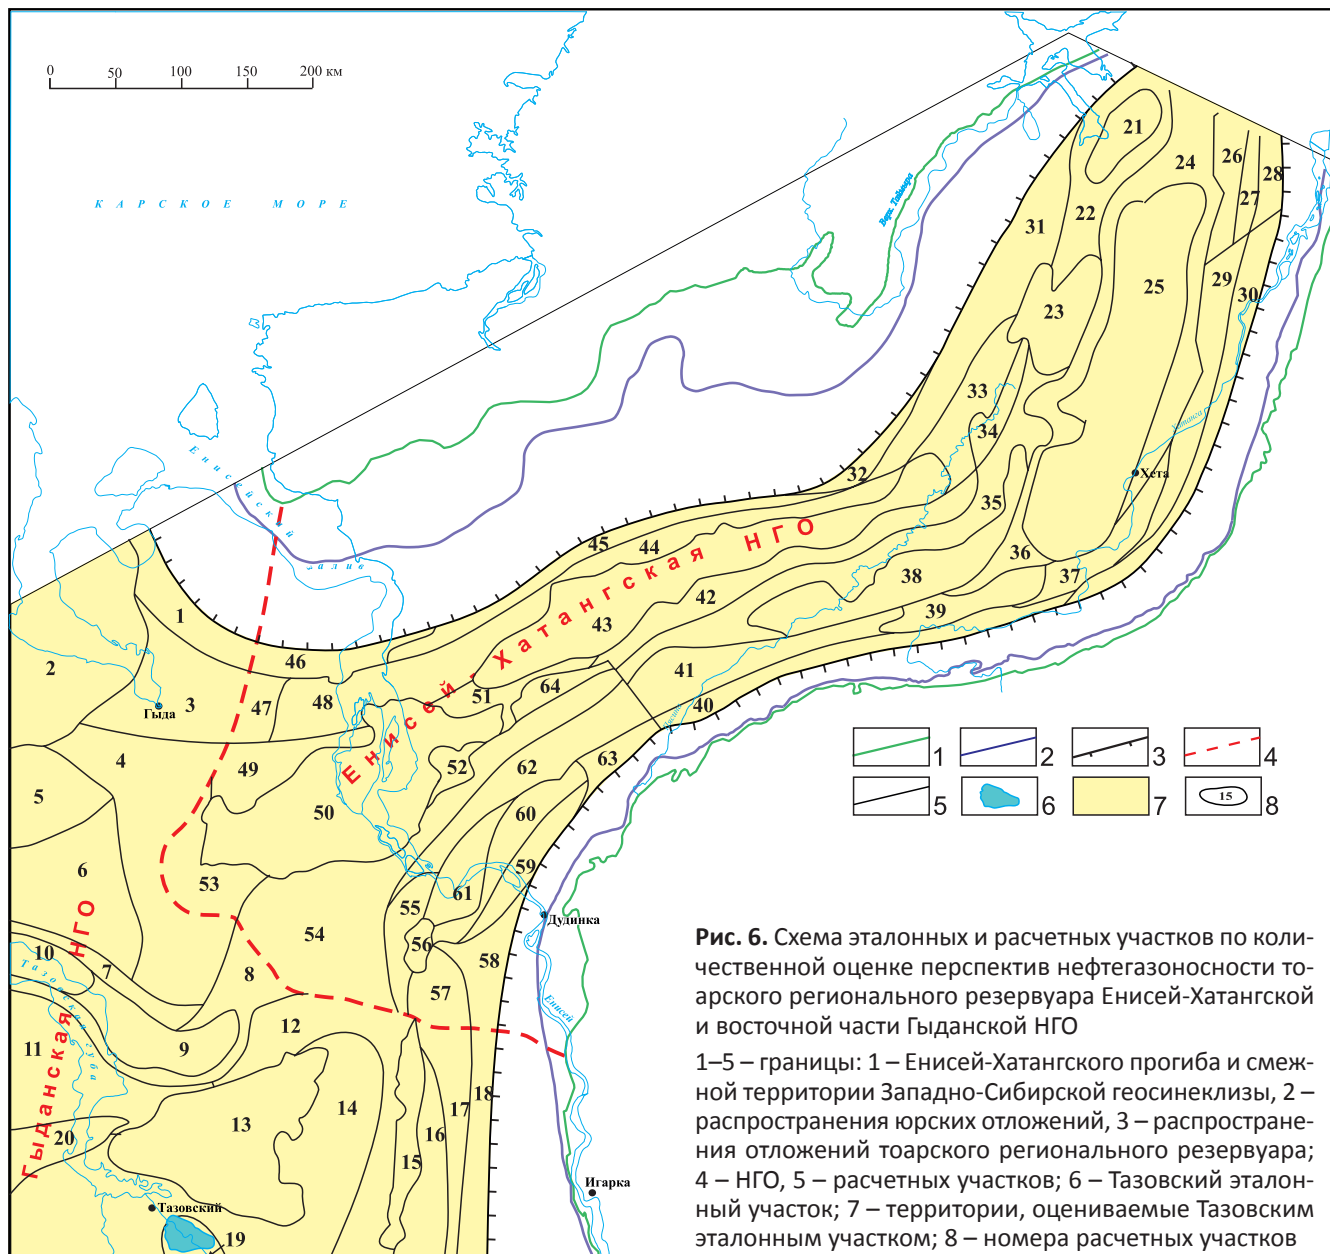 0 50 100 150 200 км
КАРСКОЕ МОРЕ
Енисейский
залив
Верх. Таймыра
21
24
26
28
27
22
31
25
29
30
23
33
34
Хатанга
Хета
32
35
45
44
36
Енисей-Хатангская НГО
42
38
37
43
39
1
46
41
2
64
51
3
47
48
40
Гыда
4
49
63
52
62
5
50
60
6
53
59
61
55
Дудинка
54
56
58
10
7
8
57
Енисей
Тазовская губа
12
11
9
18
14
17
13
16
20
15
Гыданская НГО
Игарка
Тазовский
19
1 2 3 4
5 6 15 7 8
Рис. 6. Схема эталонных и расчетных участков по коли-
чественной оценке перспектив нефтегазоносности то-
арского регионального резервуара Енисей-Хатангской
и восточной части Гыданской НГО
1–5 – границы: 1 – Енисей-Хатангского прогиба и смеж-
ной территории Западно-Сибирской геосинеклизы, 2 –
распространения юрских отложений, 3 – распростране-
ния отложений тоарского регионального резервуара;
4 – НГО, 5 – расчетных участков; 6 – Тазовский эталон-
ный участок; 7 – территории, оцениваемые Тазовским
эталонным участком; 8 – номера расчетных участков